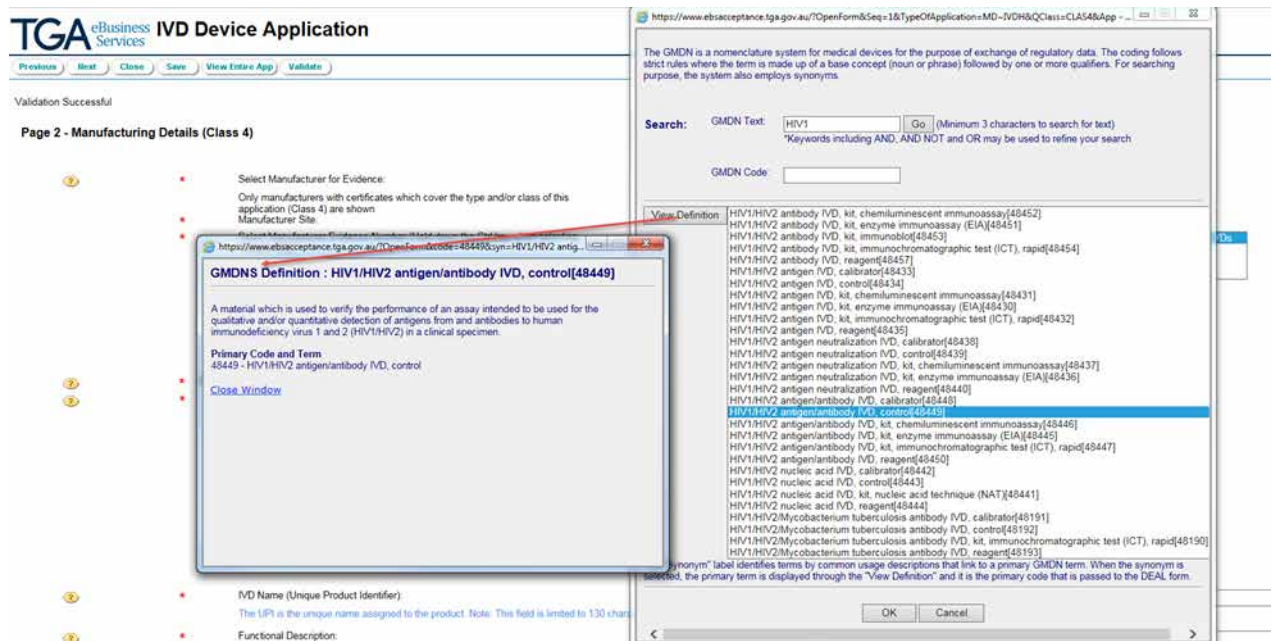 TGA eBusiness Services IVD Device Application
Previous Next Close Save View Entire App Validate
Validation Successful
Page 2 - Manufacturing Details (Class 4)
Select Manufacturer for Evidence:
Only manufacturers with certificates which cover the type and/or class of this
application (Class 4) are shown
Manufacturer Site:
https://www.ebsacceptance.tga.gov.au/?OpenForm&code=48449&syn=HIV1/HIV2 antig...
GMDNS Definition : HIV1/HIV2 antigen/antibody IVD, control[48449]
A material which is used to verify the performance of an assay intended to be used for the
qualitative and/or quantitative detection of antigens from and antibodies to human
immunodeficiency virus 1 and 2 (HIV1/HIV2) in a clinical specimen.
Primary Code and Term
48449 - HIV1/HIV2 antigen/antibody IVD, control
Close Window
IVD Name (Unique Product Identifier):
The UPI is the unique name assigned to the product. Note: This field is limited to 130
Functional Description:
https://www.ebsacceptance.tga.gov.au/?OpenForm&Seq=1&TypeOfApplication=MD~IVDH&QClass=CLAS4&App - ...
The GMDN is a nomenclature system for medical devices for the purpose of exchange of regulatory data. The coding follows
strict rules where the term is made up of a base concept (noun or phrase) followed by one or more qualifiers. For searching
purpose, the system also employs synonyms.
Search: GMDN Text: HIV1 Go (Minimum 3 characters to search for text)
*Keywords including AND, AND NOT and OR may be used to refine your search
GMDN Code:
View Definition
HIV1/HIV2 antibody IVD, kit, chemiluminescent immunoassay[48452]
HIV1/HIV2 antibody IVD, kit, enzyme immunoassay (EIA)[48451]
HIV1/HIV2 antibody IVD, kit, immunoblot[48453]
HIV1/HIV2 antibody IVD, kit, immunochromatographic test (ICT), rapid[48454]
HIV1/HIV2 antibody IVD, reagent[48457]
HIV1/HIV2 antigen IVD, calibrator[48433]
HIV1/HIV2 antigen IVD, control[48434]
HIV1/HIV2 antigen IVD, kit, chemiluminescent immunoassay[48431]
HIV1/HIV2 antigen IVD, kit, enzyme immunoassay (EIA)[48430]
HIV1/HIV2 antigen IVD, kit, immunochromatographic test (ICT), rapid[48432]
HIV1/HIV2 antigen IVD, reagent[48435]
HIV1/HIV2 antigen neutralization IVD, calibrator[48438]
HIV1/HIV2 antigen neutralization IVD, control[48439]
HIV1/HIV2 antigen neutralization IVD, kit, chemiluminescent immunoassay[48437]
HIV1/HIV2 antigen neutralization IVD, kit, enzyme immunoassay (EIA)[48436]
HIV1/HIV2 antigen neutralization IVD, reagent[48440]
HIV1/HIV2 antigen/antibody IVD, calibrator[48448]
HIV1/HIV2 antigen/antibody IVD, control[48449]
HIV1/HIV2 antigen/antibody IVD, kit, chemiluminescent immunoassay[48446]
HIV1/HIV2 antigen/antibody IVD, kit, enzyme immunoassay (EIA)[48445]
HIV1/HIV2 antigen/antibody IVD, kit, immunochromatographic test (ICT), rapid[48447]
HIV1/HIV2 antigen/antibody IVD, reagent[48450]
HIV1/HIV2 nucleic acid IVD, calibrator[48442]
HIV1/HIV2 nucleic acid IVD, control[48443]
HIV1/HIV2 nucleic acid IVD, kit, nucleic acid technique (NAT)[48441]
HIV1/HIV2 nucleic acid IVD, reagent[48444]
HIV1/HIV2/Mycobacterium tuberculosis antibody IVD, calibrator[48191]
HIV1/HIV2/Mycobacterium tuberculosis antibody IVD, control[48192]
HIV1/HIV2/Mycobacterium tuberculosis antibody IVD, kit, immunochromatographic test (ICT), rapid[48190]
HIV1/HIV2/Mycobacterium tuberculosis antibody IVD, reagent[48193]
label identifies terms by common usage descriptions that link to a primary GMDN term. When the synonym is
selected, the primary term is displayed through the "View Definition" and it is the primary code that is passed to the DEAL form.
OK Cancel